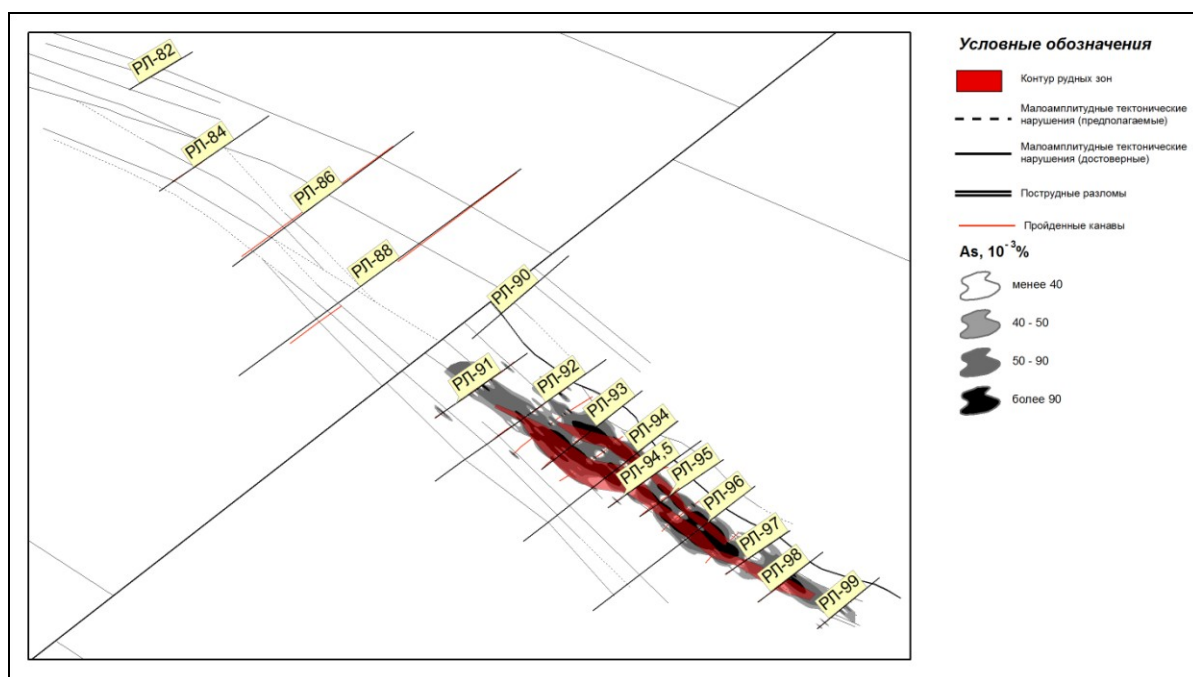 РЛ-82
РЛ-84
РЛ-86
РЛ-88
РЛ-90
РЛ-91
РЛ-92
РЛ-93
РЛ-94
РЛ-94,5
РЛ-95
РЛ-96
РЛ-97
РЛ-98
РЛ-99
Условные обозначения
Контур рудных зон
Малоамплитудные тектонические
нарушения (предполагаемые)
Малоамплитудные тектонические
нарушения (достоверные)
Пострудные разломы
Пройденные канавы
As, 10⁻³%
менее 40
40 - 50
50 - 90
более 90